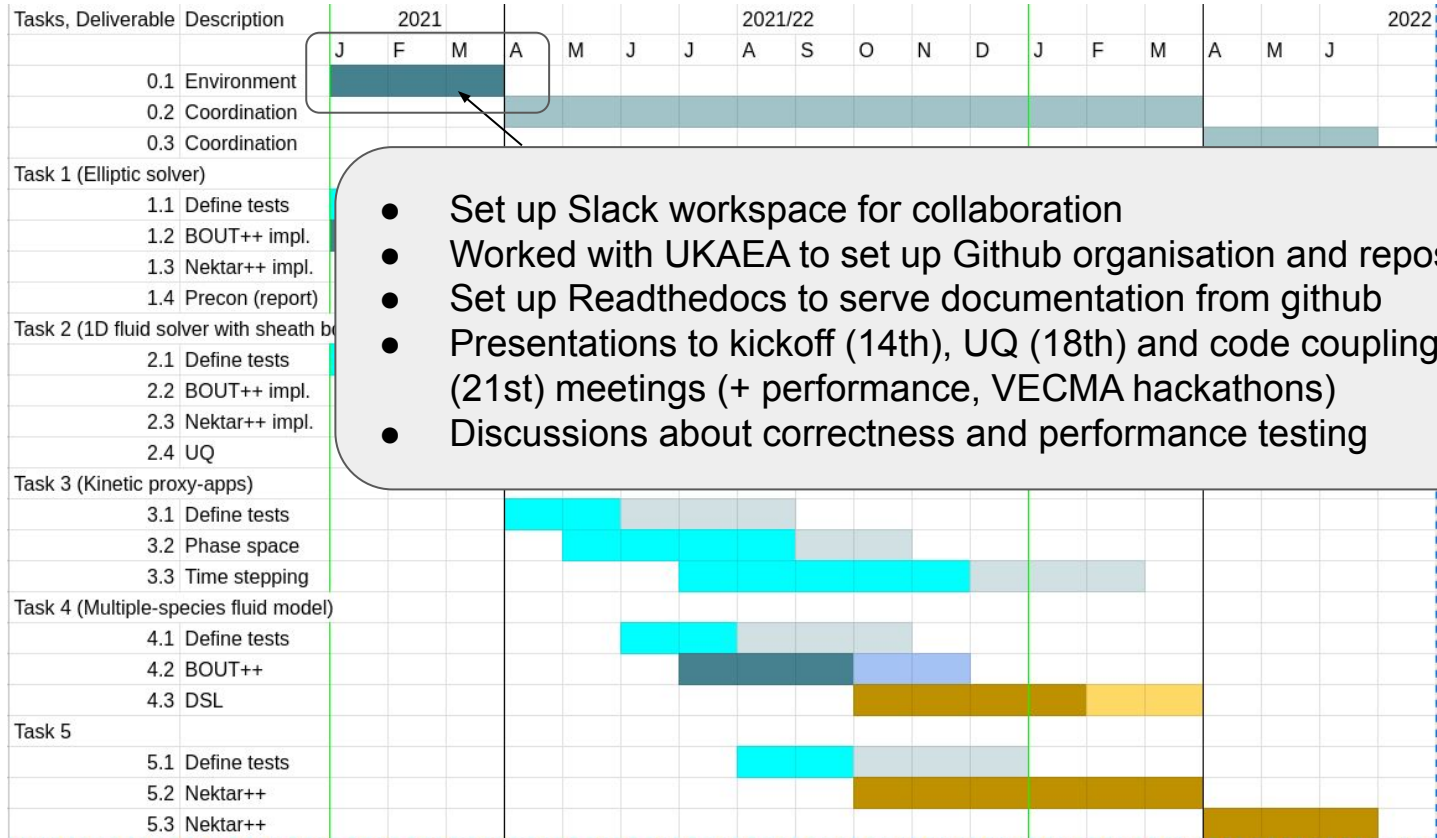 Tasks, Deliverable Description 2021 2021/22 2022
J F M A M J J A S O N D J F M A M J
0.1 Environment
0.2 Coordination
0.3 Coordination
Task 1 (Elliptic solver)
1.1 Define tests
1.2 BOUT++ impl.
1.3 Nektar++ impl.
1.4 Precon (report)
Task 2 (1D fluid solver with sheath
2.1 Define tests
2.2 BOUT++ impl.
2.3 Nektar++ impl.
2.4 UQ
● Set up Slack workspace for collaboration
● Worked with UKAEA to set up Github organisation and
● Set up Readthedocs to serve documentation from github
● Presentations to kickoff (14th), UQ (18th) and code coupling
(21st) meetings (+ performance, VECMA hackathons)
● Discussions about correctness and performance testing
Task 3 (Kinetic proxy-apps)
3.1 Define tests
3.2 Phase space
3.3 Time stepping
Task 4 (Multiple-species fluid model)
4.1 Define tests
4.2 BOUT++
4.3 DSL
Task 5
5.1 Define tests
5.2 Nektar++
5.3 Nektar++